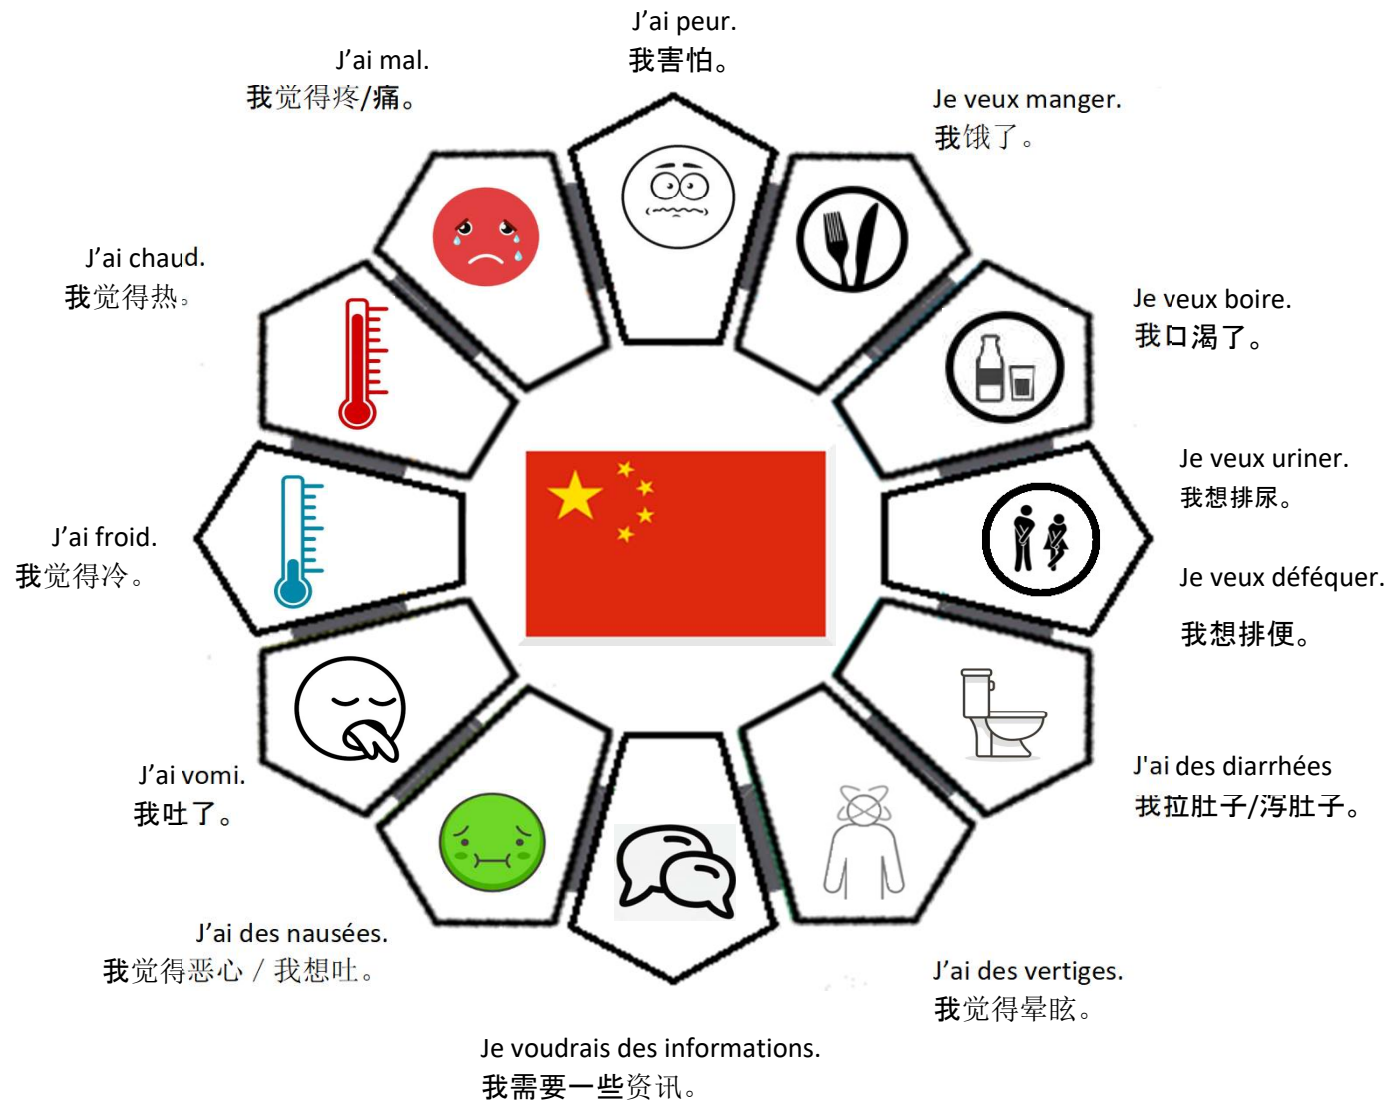 J’ai peur.
我害怕。
J’ai mal.
我觉得疼/痛。
Je veux manger.
我饿了。
J’ai chaud.
我觉得热。
Je veux boire.
我口渴了。
Je veux uriner.
我想排尿。
J’ai froid.
我觉得冷。
Je veux déféquer.
我想排便。
J’ai vomi.
我吐了。
J'ai des diarrhées
我拉肚子/泻肚子。
J’ai des nausées.
我觉得恶心 / 我想吐。
J’ai des vertiges.
我觉得晕眩。
Je voudrais des informations.
我需要一些资讯。